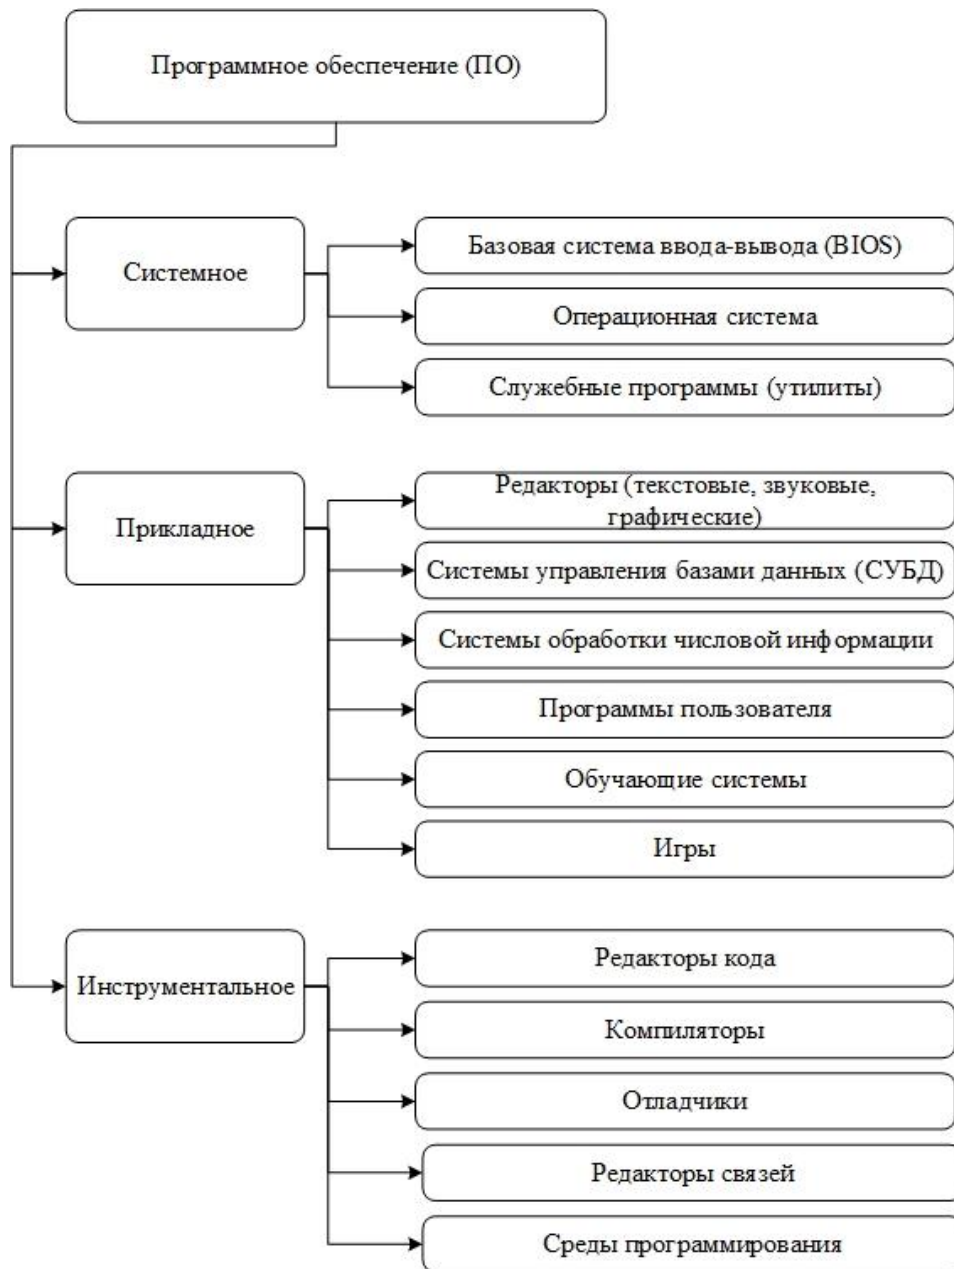 Программное обеспечение (ПО)
Системное
Базовая система ввода-вывода (BIOS)
Операционная система
Служебные программы (утилиты)
Прикладное
Редакторы (текстовые, звуковые,
графические)
Системы управления базами данных (СУБД)
Системы обработки числовой информации
Программы пользователя
Обучающие системы
Игры
Инструментальное
Редакторы кода
Компиляторы
Отладчики
Редакторы связей
Среды программирования